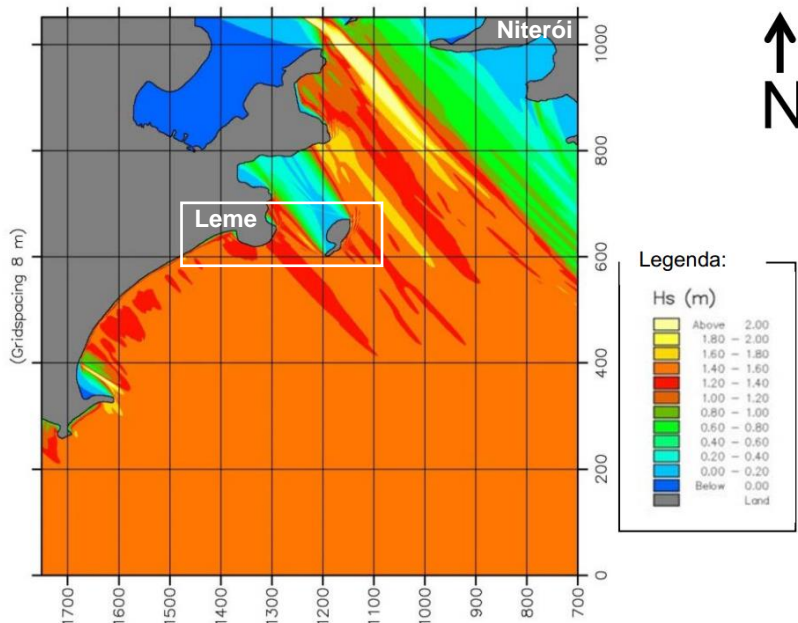 Niterói
N
1000
800
Leme
600
400
200
0
(Gridspacing 8 m)
1700
1600
1500
1400
1300
1200
1100
1000
900
800
700
Legenda:
Hs (m)
Above 2.00
1.80 - 2.00
1.60 - 1.80
1.40 - 1.60
1.20 - 1.40
1.00 - 1.20
0.80 - 1.00
0.60 - 0.80
0.40 - 0.60
0.20 - 0.40
0.00 - 0.20
Below 0.00
Land